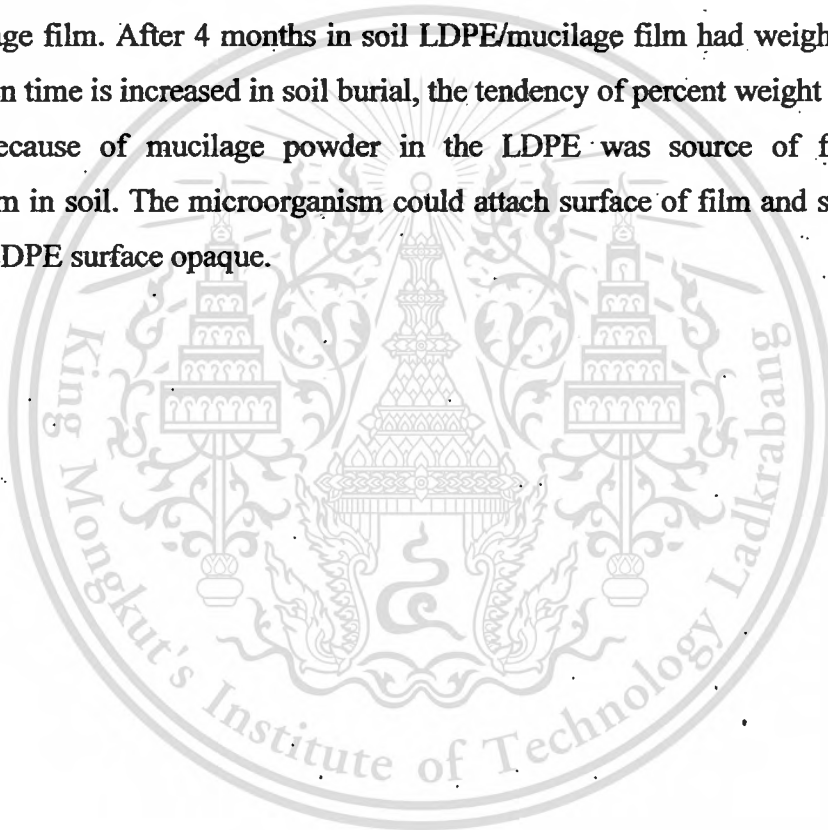 age film. After 4 months in soil LDPE/mucilage film had weigh
n time is increased in soil burial, the tendency of percent weight
ecause of mucilage powder in the LDPE was source of f
m in soil. The microorganism could attach surface of film and s
DPE surface opaque.
King Mongkut's Institute of Technology Ladkrabang